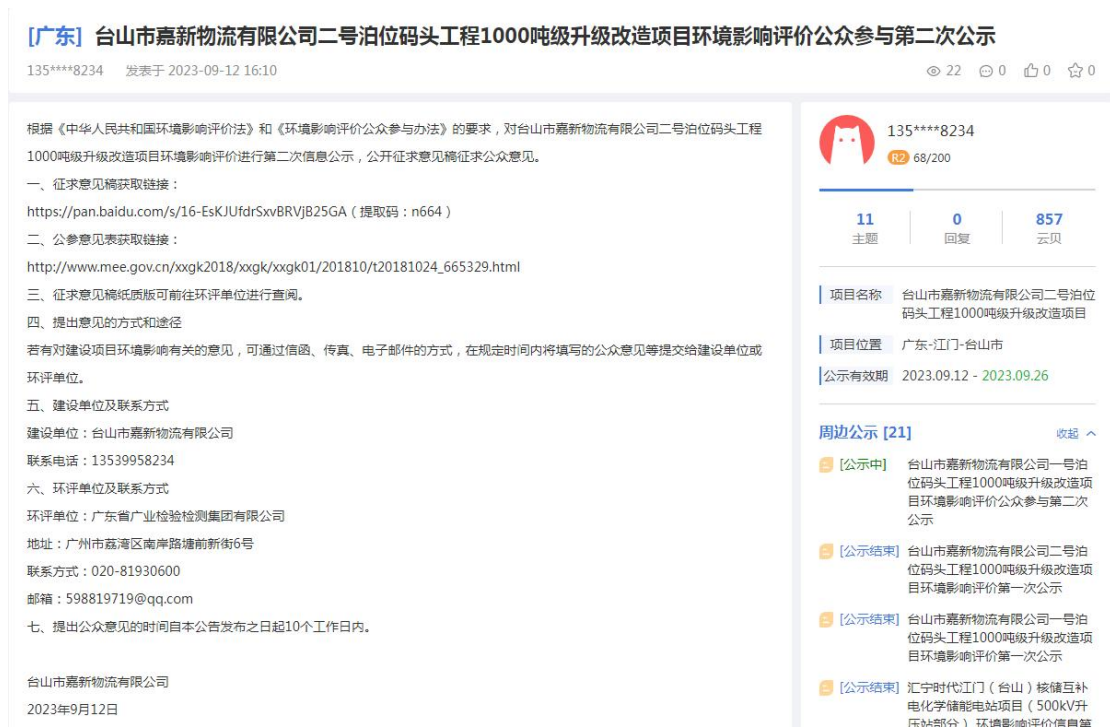 [广东] 台山市嘉新物流有限公司二号泊位码头工程1000吨级升级改造项目环境影响评价公众参与第二次公示
135****8234 发表于 2023-09-12 16:10 22 0 0 0
根据《中华人民共和国环境影响评价法》和《环境影响评价公众参与办法》的要求，对台山市嘉新物流有限公司二号泊位码头工程
1000吨级升级改造项目环境影响评价进行第二次信息公示，公开征求意见稿征求公众意见。
一、征求意见稿获取链接：
https://pan.baidu.com/s/16-EsKJUfdrSxvBRVjB25GA（提取码：n664）
二、公参意见表获取链接：
http://www.mee.gov.cn/xxgk2018/xxgk/xxgk01/201810/t20181024_665329.html
三、征求意见稿纸质版可前往环评单位进行查阅。
四、提出意见的方式和途径
若有对建设项目环境影响有关的意见，可通过信函、传真、电子邮件的方式，在规定时间内将填写的公众意见等提交给建设单位或
环评单位。
五、建设单位及联系方式
建设单位：台山市嘉新物流有限公司
联系电话：13539958234
六、环评单位及联系方式
环评单位：广东省广业检验检测集团有限公司
地址：广州市荔湾区南岸路塘前新街6号
联系方式：020-81930600
邮箱：598819719@qq.com
七、提出公众意见的时间自本公告发布之日起10个工作日内。
台山市嘉新物流有限公司
2023年9月12日
135****8234
R2 68/200
11 0 857
主题 回复 云贝
项目名称 台山市嘉新物流有限公司二号泊位
码头工程1000吨级升级改造项目
项目位置 广东-江门-台山市
公示有效期 2023.09.12 - 2023.09.26
周边公示 [21] 收起
[公示中] 台山市嘉新物流有限公司一号泊
位码头工程1000吨级升级改造项
目环境影响评价公众参与第二次
公示
[公示结束] 台山市嘉新物流有限公司二号泊
位码头工程1000吨级升级改造项
目环境影响评价第一次公示
[公示结束] 台山市嘉新物流有限公司一号泊
位码头工程1000吨级升级改造项
目环境影响评价第一次公示
[公示结束] 汇宁时代江门（台山）核储互补
电化学储能电站项目（500kV升
压站部分）环境影响评价信息第